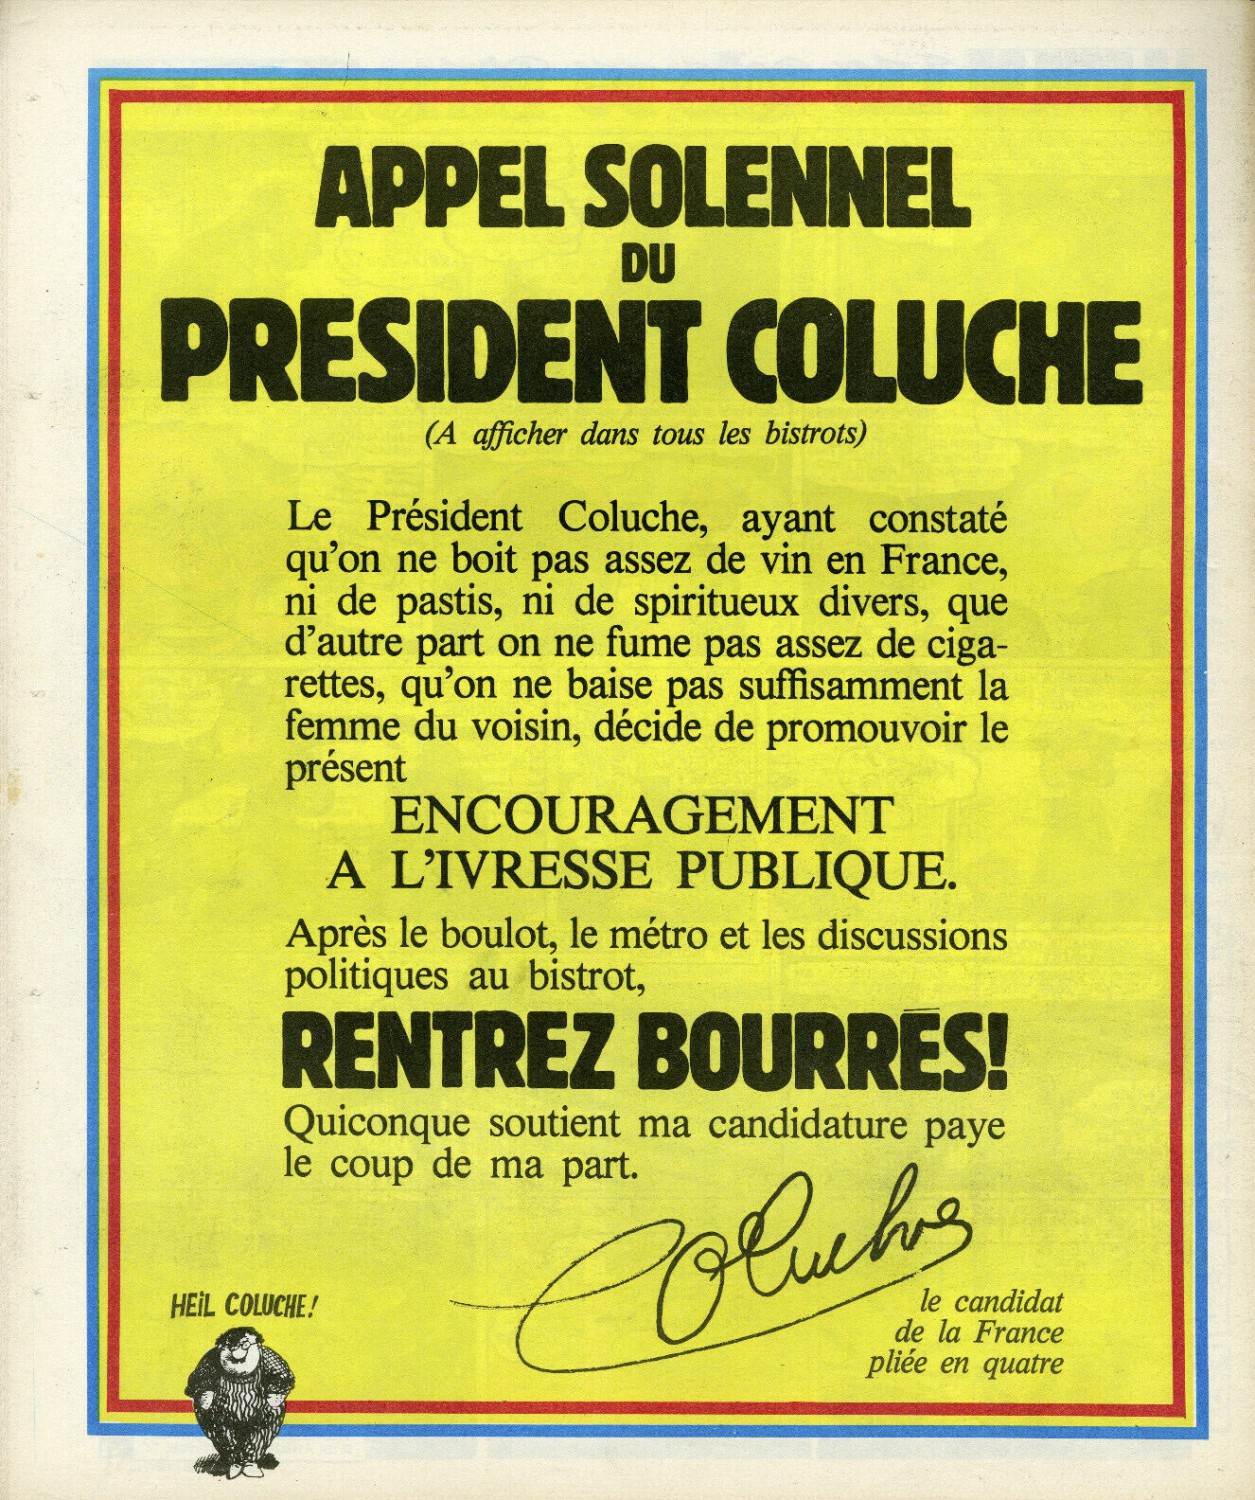 APPEL SOLENNEL
DU
PRESIDENT COLUCHE
(A afficher dans tous les bistrots)
Le Président Coluche, ayant constaté
qu'on ne boit pas assez de vin en France,
ni de pastis, ni de spiritueux divers, que
d'autre part on ne fume pas assez de ciga-
rettes, qu'on ne baise pas suffisamment la
femme du voisin, décide de promouvoir le
présent
ENCOURAGEMENT
A L'IVRESSE PUBLIQUE.
Après le boulot, le métro et les discussions
politiques au bistrot,
RENTREZ BOURRÉS!
Quiconque soutient ma candidature paye
le coup de ma part.
Coluche
le candidat
de la France
pliée en quatre
HEiL COLUCHE!